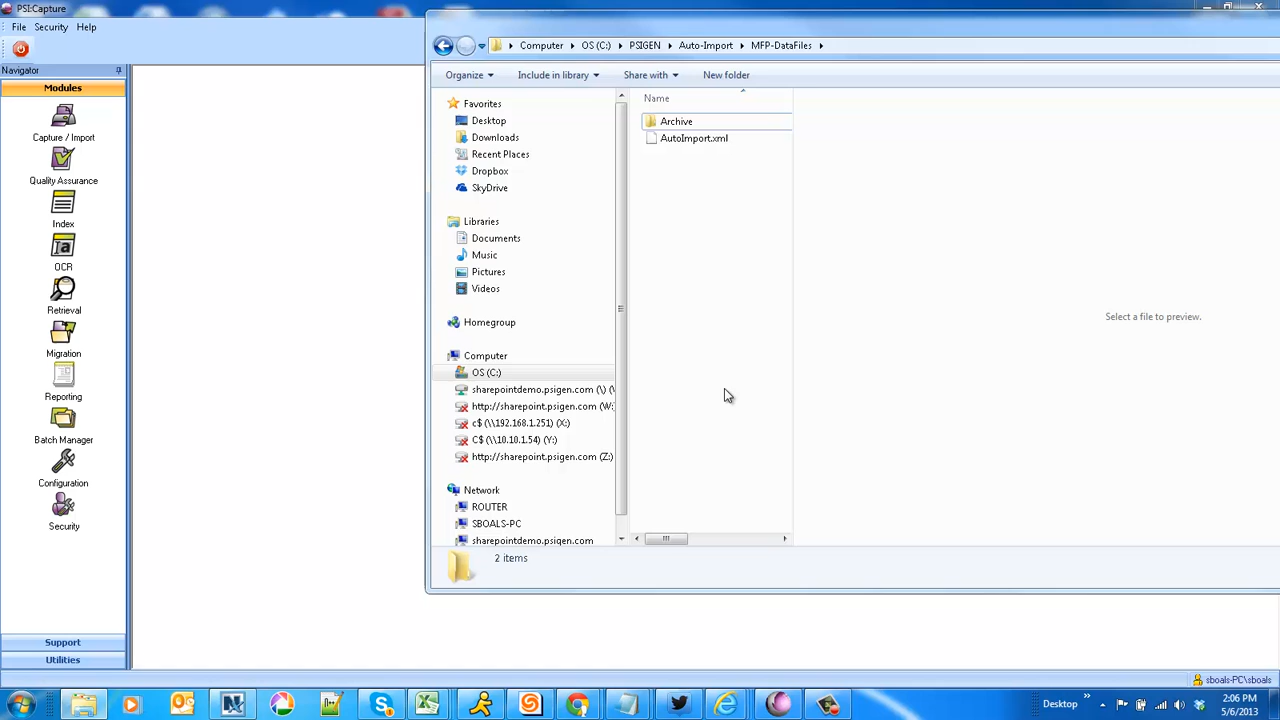 PSI:Capture
File Security Help
Navigator
Modules
Capture / Import
Quality Assurance
Index
OCR
Retrieval
Migration
Reporting
Batch Manager
Configuration
Security
Support
Utilities
Computer OS (C:) PSIGEN Auto-Import MFP-DataFiles
Organize Include in library Share with New folder
Favorites
Desktop
Downloads
Recent Places
Dropbox
SkyDrive
Libraries
Documents
Music
Pictures
Videos
Homegroup
Computer
OS (C:)
sharepointdemo.psigen.com (\) (\
http://sharepoint.psigen.com (W:
c$ (\\192.168.1.251) (X:)
C$ (\\10.10.1.54) (Y:)
http://sharepoint.psigen.com (Z:)
Network
ROUTER
SBOALS-PC
sharepointdemo.psigen.com
Name
Archive
AutoImport.xml
Select a file to preview.
2 items
sboals-PC\sboals
Desktop
2:06 PM
5/6/2013